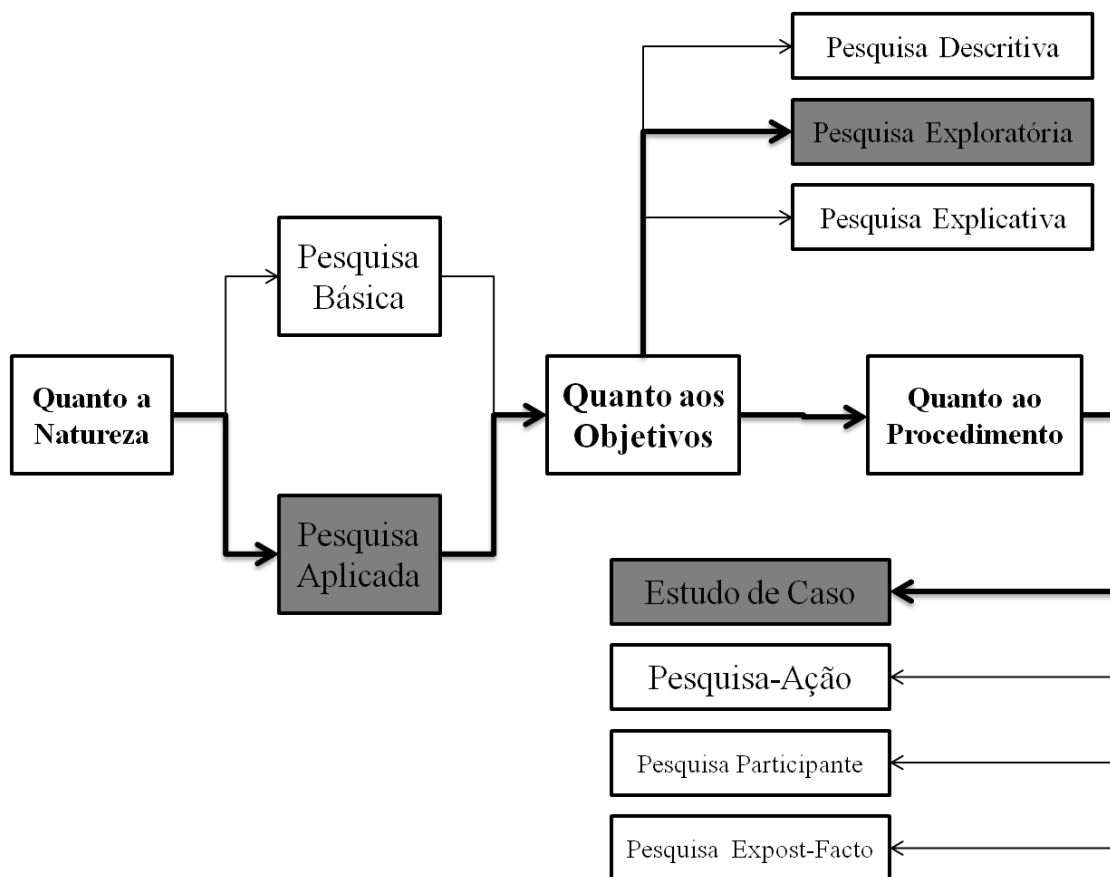 Pesquisa Descritiva
Pesquisa Exploratória
Pesquisa Explicativa
Pesquisa
Básica
Quanto a
Natureza
Pesquisa
Aplicada
Quanto aos
Objetivos
Quanto ao
Procedimento
Estudo de Caso
Pesquisa-Ação
Pesquisa Participante
Pesquisa Expost-Facto